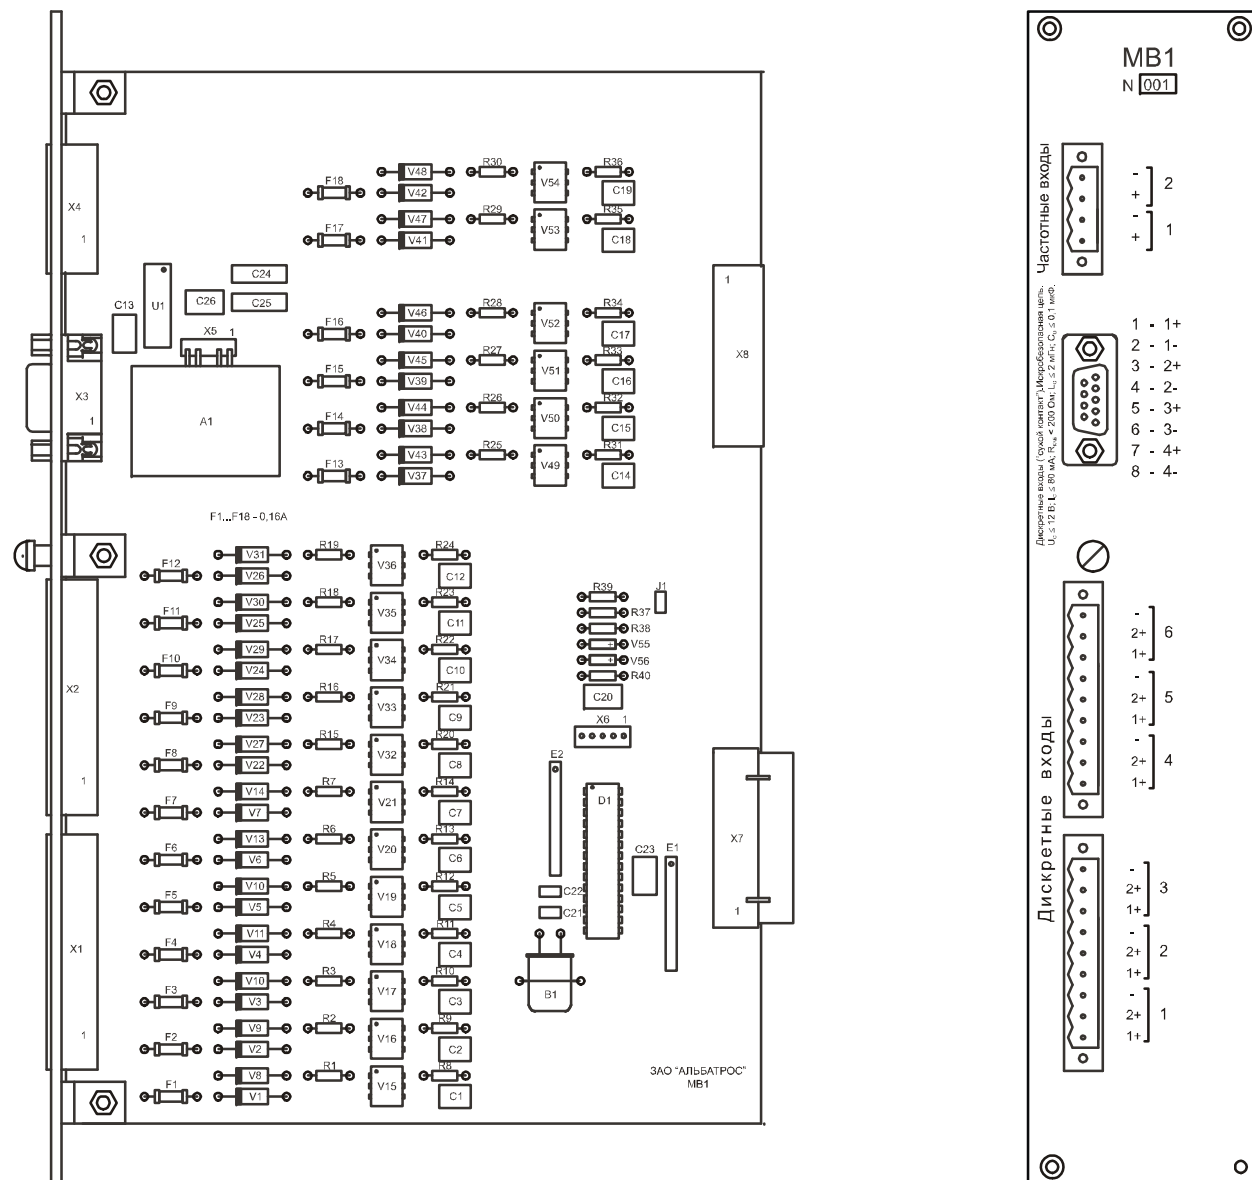 X4
1
F18
F17
V48
V42
V47
V41
R30
R29
V54
V53
R36
C19
R35
C18
C13
U1
C26
C24
C25
X5 1
X3
1
A1
F16
F15
F14
F13
V46
V40
V45
V39
V44
V38
V43
V37
R28
R27
R26
R25
V52
V51
V50
V49
R34
C17
R33
C16
R32
C15
R31
C14
1
X8
F1...F18 - 0,16A
F12
V31
V26
R19
V36
R24
C12
F11
V30
V25
R18
V35
R23
C11
F10
V29
V24
R17
V34
R22
C10
F9
V28
V23
R16
V33
R21
C9
F8
V27
V22
R15
V32
R20
C8
F7
V14
V7
R7
V21
R14
C7
F6
V13
V6
R6
V20
R13
C6
F5
V10
V5
R5
V19
R12
C5
F4
V11
V4
R4
V18
R11
C4
F3
V10
V3
R3
V17
R10
C3
F2
V9
V2
R2
V16
R9
C2
F1
V8
V1
R1
V15
R8
C1
X2
1
X1
1
R39
J1
R37
R38
+ V55
+ V56
R40
C20
X6 1
E2
D1
C23
E1
C22
C21
B1
X7
1
ЗАО "АЛЬБАТРОС"
МВ1
МВ1
N 001
Частотные входы
-
+
2
-
+
1
Дискретные входы ("сухой контакт"). Искробезопасная цепь.
1 - 1+
2 - 1-
3 - 2+
4 - 2-
5 - 3+
6 - 3-
7 - 4+
8 - 4-
Дискретные входы
-
2+ 6
1+
-
2+ 5
1+
-
2+ 4
1+
-
2+ 3
1+
-
2+ 2
1+
-
2+ 1
1+